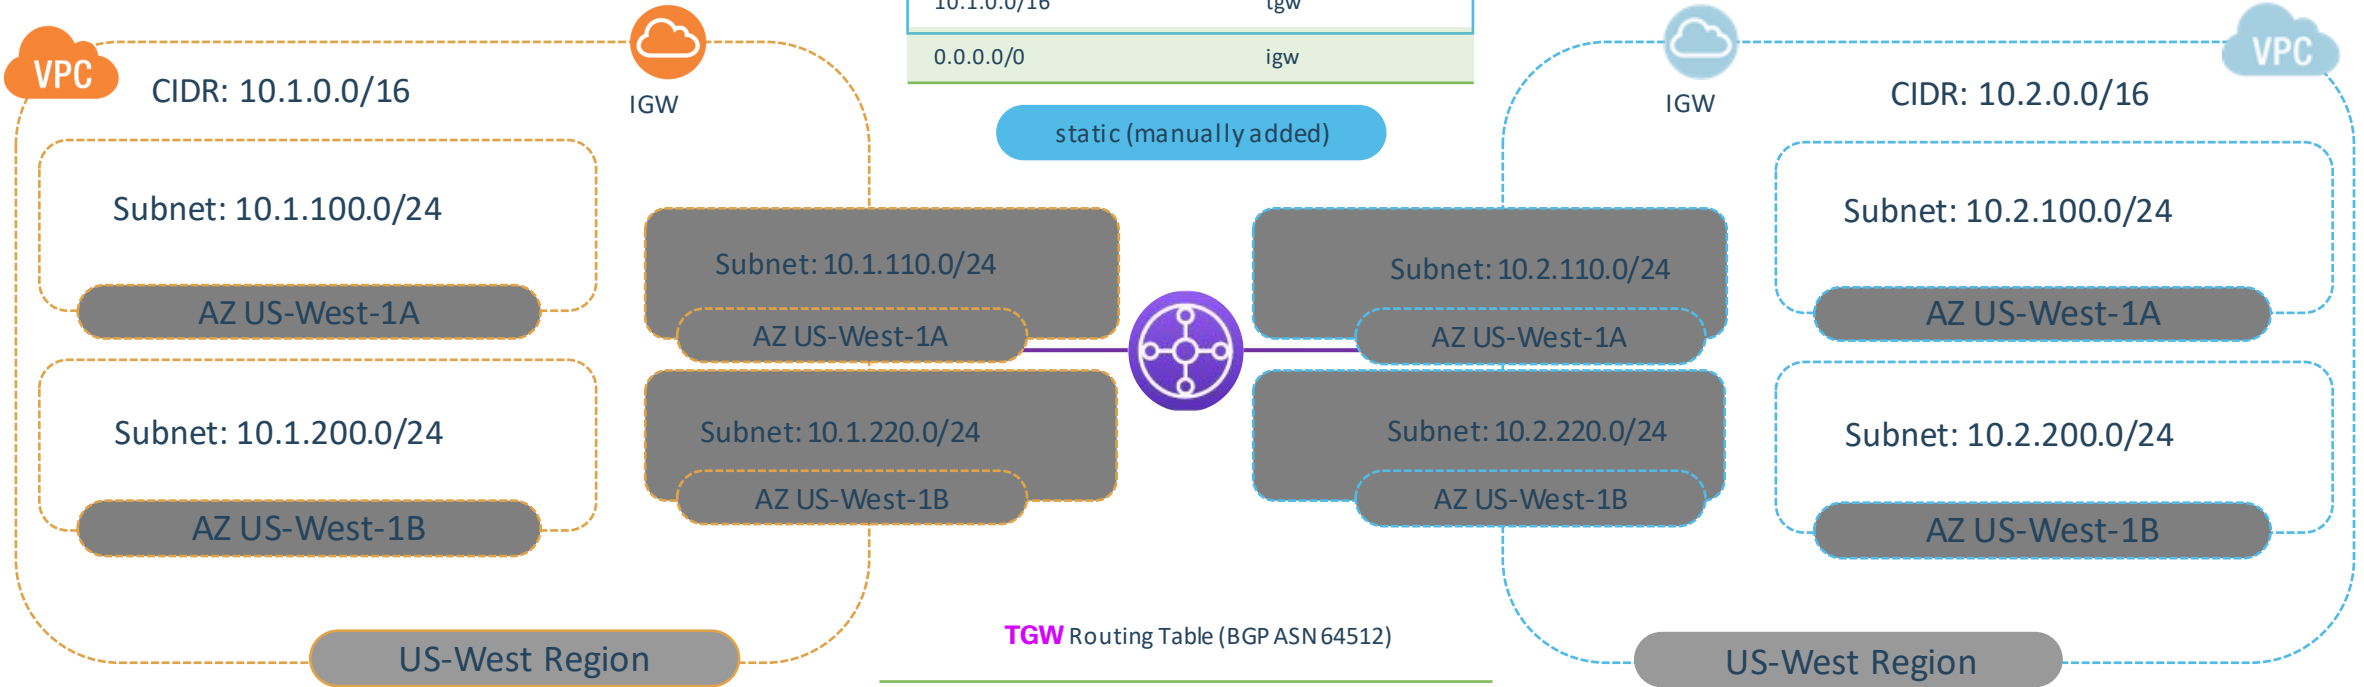 10.1.0.0/16 tgw
0.0.0.0/0 igw
VPC
CIDR: 10.1.0.0/16
IGW
static (manually added)
IGW
CIDR: 10.2.0.0/16
VPC
Subnet: 10.1.100.0/24
AZ US-West-1A
Subnet: 10.1.110.0/24
AZ US-West-1A
Subnet: 10.2.110.0/24
AZ US-West-1A
Subnet: 10.2.100.0/24
AZ US-West-1A
Subnet: 10.1.200.0/24
AZ US-West-1B
Subnet: 10.1.220.0/24
AZ US-West-1B
Subnet: 10.2.220.0/24
AZ US-West-1B
Subnet: 10.2.200.0/24
AZ US-West-1B
US-West Region
TGW Routing Table (BGP ASN 64512)
US-West Region